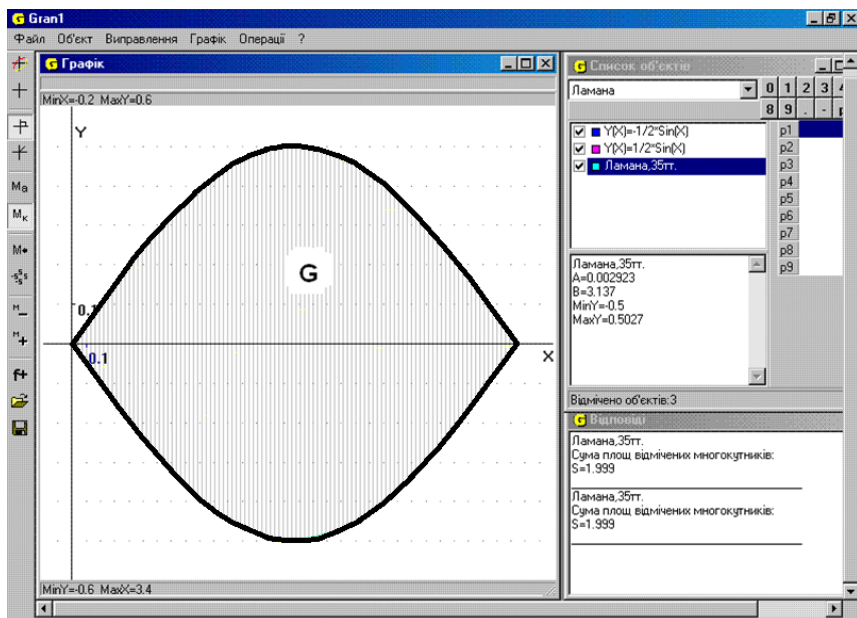 Gran1
Файл Об'єкт Виправлення Графік Операції ?
Графік
MinX=-0.2 MaxY=0.6
Y
G
0.1
0.1
X
MinY=-0.6 MaxX=3.4
Список об'єктів
Ламана
0 1 2 3 4
8 9 . -
Y(X)=-1/2*Sin(X)
Y(X)=1/2*Sin(X)
Ламана,35тт.
p1
p2
p3
p4
p5
p6
p7
p8
p9
Ламана,35тт.
A=0.002923
B=3.137
MinY=-0.5
MaxY=0.5027
Відмічено об'єктів:3
Відповіді
Ламана,35тт.
Сума площ відмічених многокутників:
S=1.999
Ламана,35тт.
Сума площ відмічених многокутників:
S=1.999